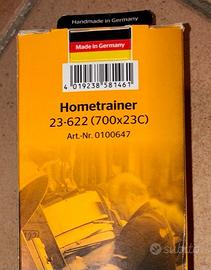 Handmade in Germany
Made in Germany
4 019238 581461
Hometrainer
23-622 (700x23C)
Art.-Nr. 0100647
subito